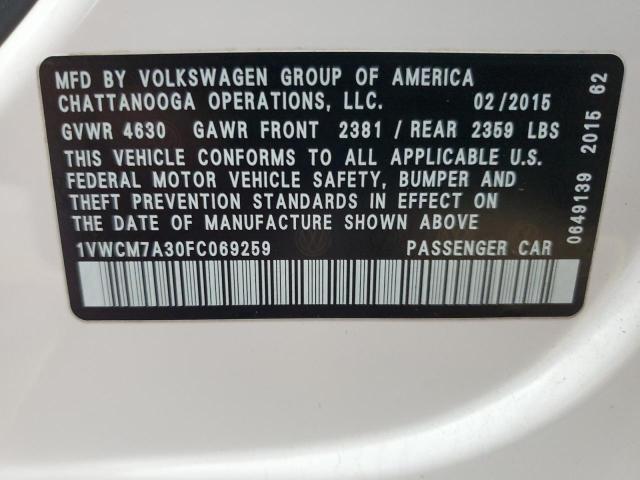 MFD BY VOLKSWAGEN GROUP OF AMERICA
CHATTANOOGA OPERATIONS, LLC. 02/2015
GVWR 4630 GAWR FRONT 2381 / REAR 2359 LBS
THIS VEHICLE CONFORMS TO ALL APPLICABLE U.S.
FEDERAL MOTOR VEHICLE SAFETY, BUMPER AND
THEFT PREVENTION STANDARDS IN EFFECT ON
THE DATE OF MANUFACTURE SHOWN ABOVE
1VWCM7A30FC069259 PASSENGER CAR
0649139 2015 62